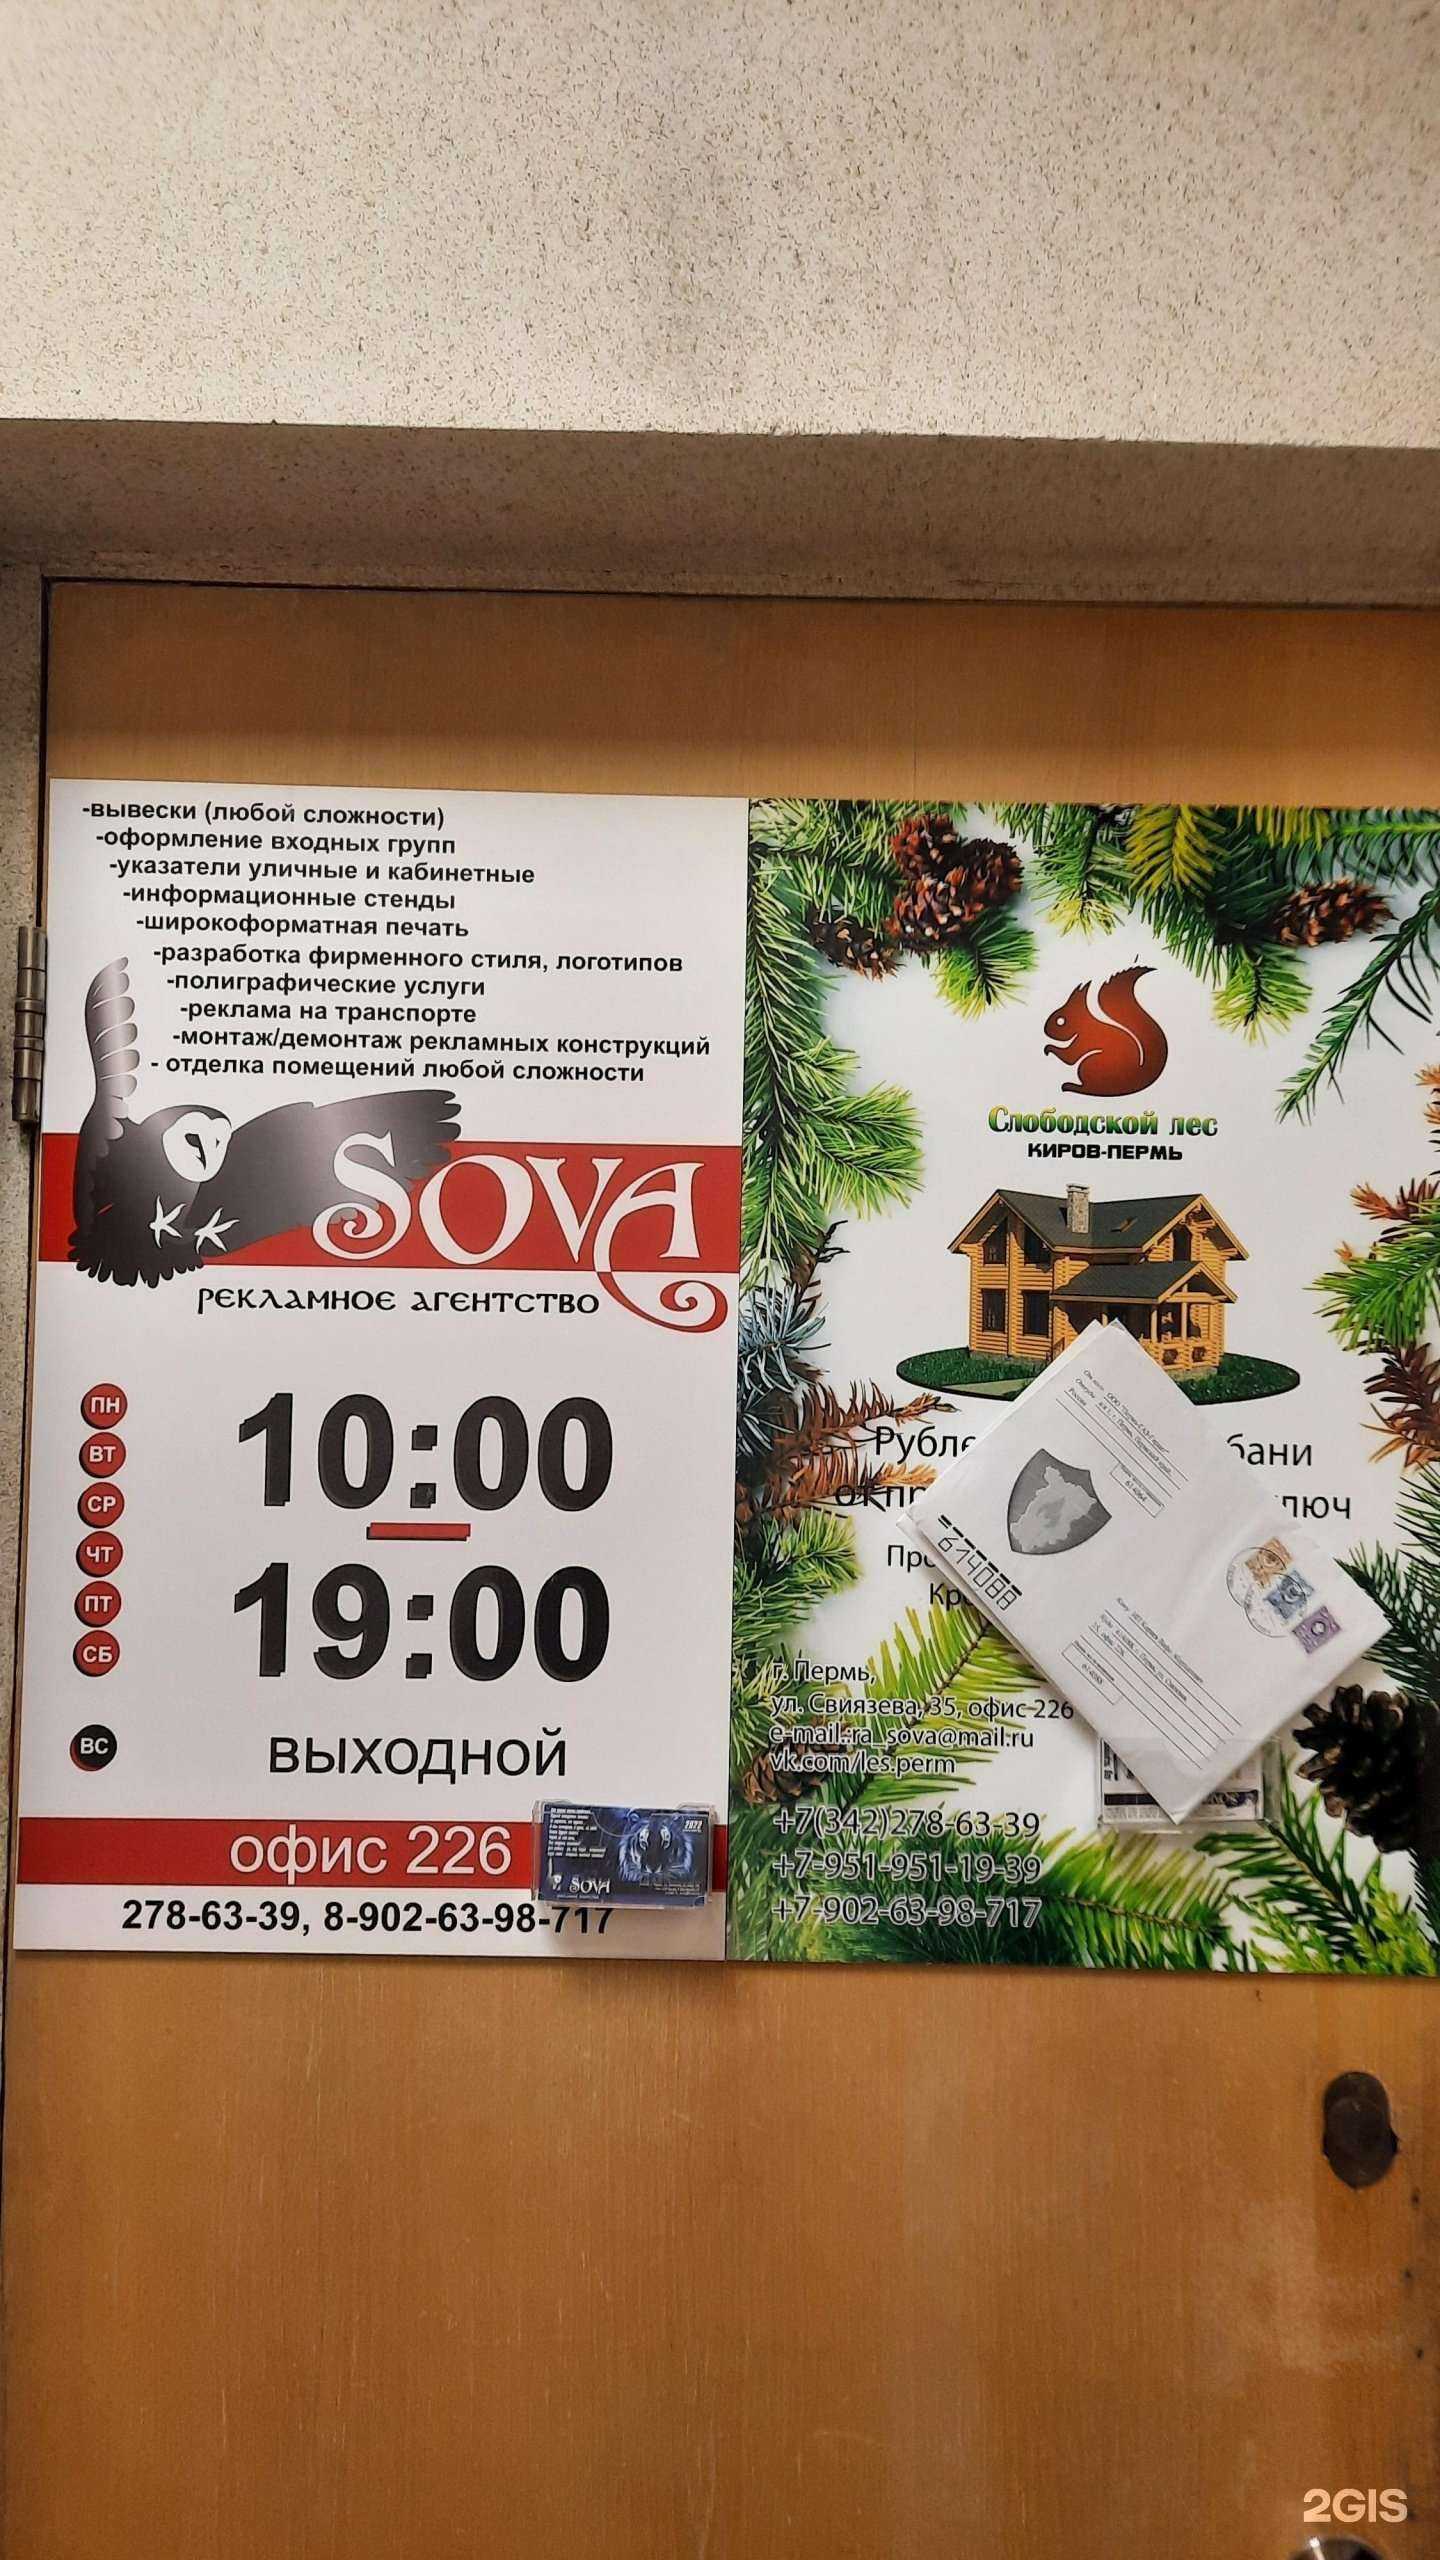 -вывески (любой сложности)
-оформление входных групп
-указатели уличные и кабинетные
-информационные стенды
-широкоформатная печать
-разработка фирменного стиля, логотипов
-полиграфические услуги
-реклама на транспорте
-монтаж/демонтаж рекламных конструкций
- отделка помещений любой сложности
SOVA
рекламное агентство
ПН
ВТ
СР
ЧТ
ПТ
СБ
10:00
19:00
ВС
ВЫХОДНОЙ
офис 226
278-63-39, 8-902-63-98-717
2022
SOVA
Слободской лес
КИРОВ-ПЕРМЬ
бани
г. Пермь,
ул. Свиязева, 35, офис 226
e-mail.:ra_sova@mail.ru
vk.com/les.perm
+7(342)278-63-39
+7-951-951-19-39
+7-902-63-98-717
614088
2GIS